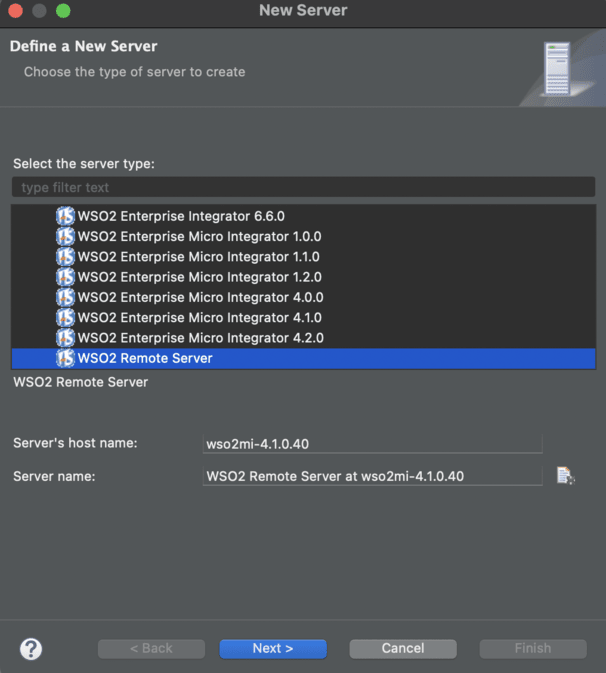 New Server
Define a New Server
Choose the type of server to create
Select the server type:
type filter text
WSO2 Enterprise Integrator 6.6.0
WSO2 Enterprise Micro Integrator 1.0.0
WSO2 Enterprise Micro Integrator 1.1.0
WSO2 Enterprise Micro Integrator 1.2.0
WSO2 Enterprise Micro Integrator 4.0.0
WSO2 Enterprise Micro Integrator 4.1.0
WSO2 Enterprise Micro Integrator 4.2.0
WSO2 Remote Server
WSO2 Remote Server
Server's host name: wso2mi-4.1.0.40
Server name: WSO2 Remote Server at wso2mi-4.1.0.40
? < Back Next > Cancel Finish